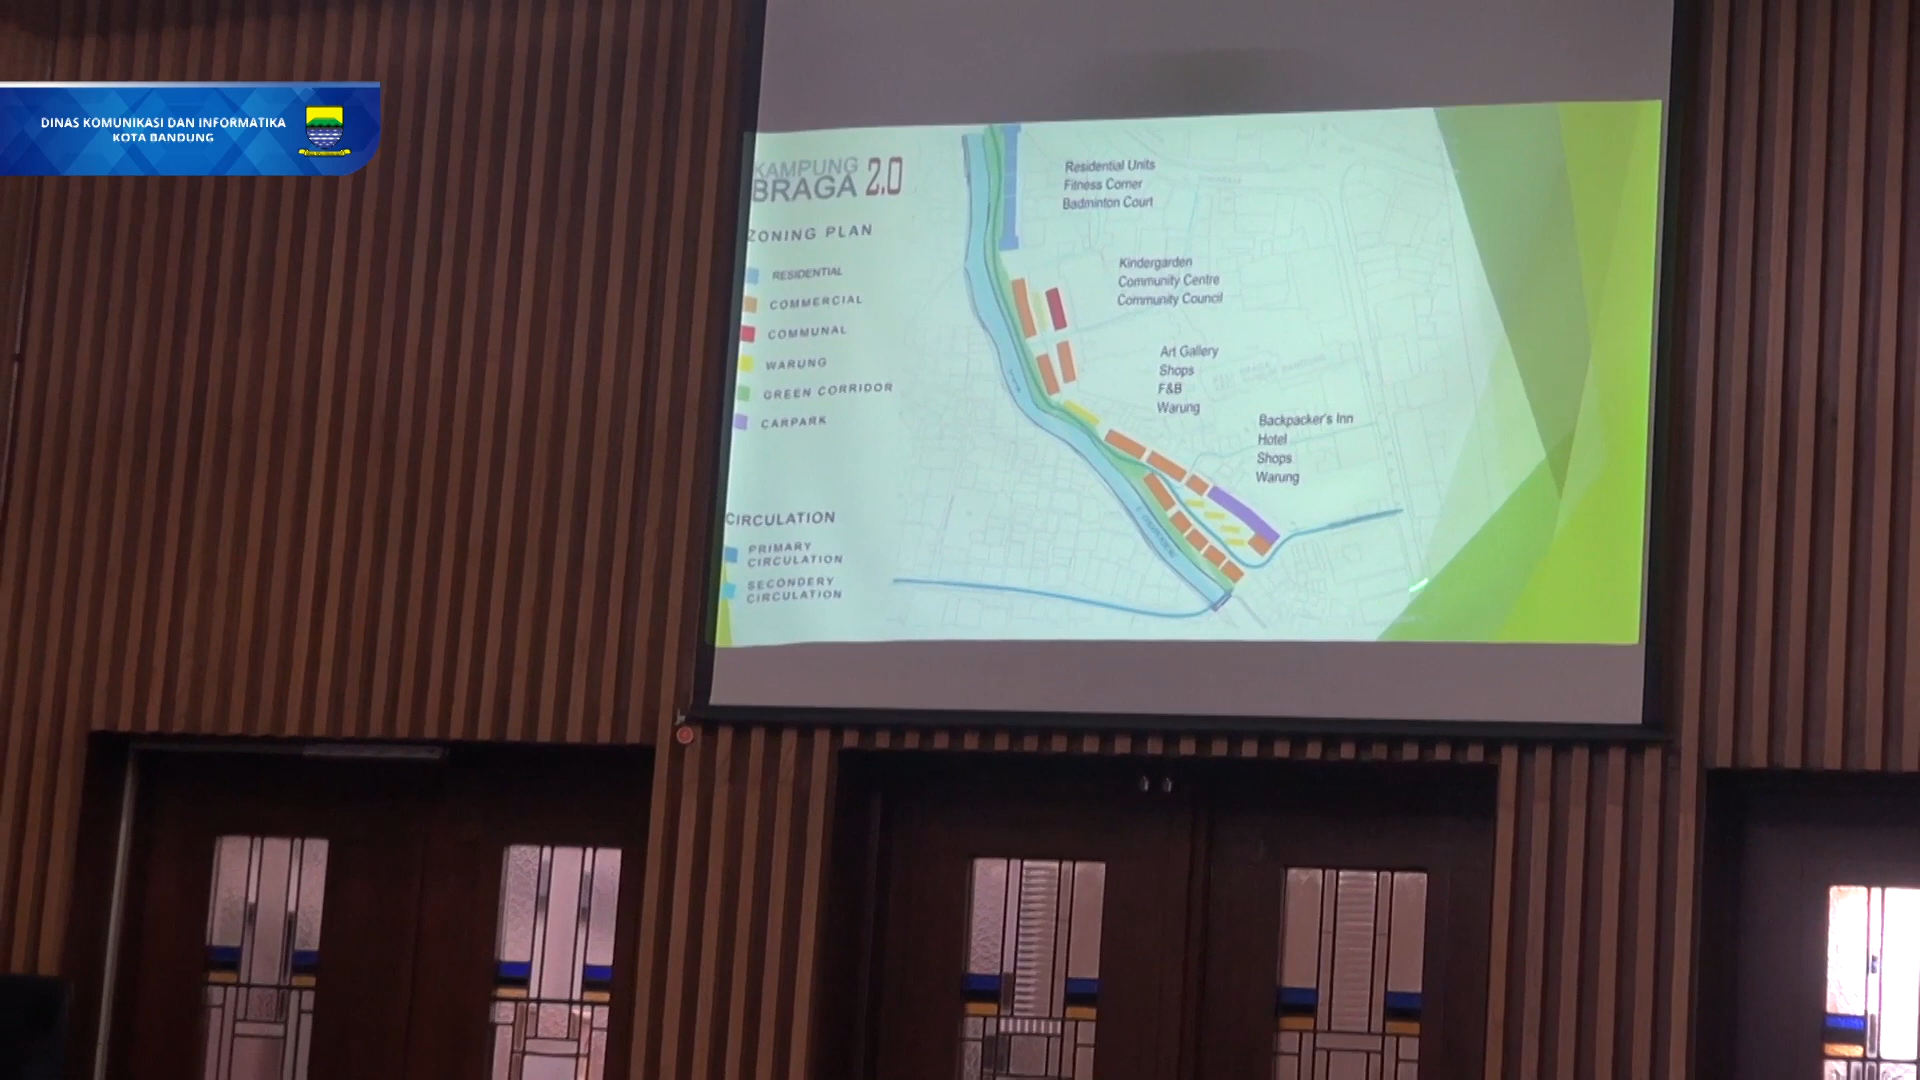 DINAS KOMUNIKASI DAN INFORMATIKA
KOTA BANDUNG
KAMPUNG
BRAGA 2.0
ZONING PLAN
RESIDENTIAL
COMMERCIAL
COMMUNAL
WARUNG
GREEN CORRIDOR
CARPARK
CIRCULATION
PRIMARY
CIRCULATION
SECONDERY
CIRCULATION
Residential Units
Fitness Corner
Badminton Court
Kindergarden
Community Centre
Community Council
Art Gallery
Shops
F&B
Warung
Backpacker's Inn
Hotel
Shops
Warung